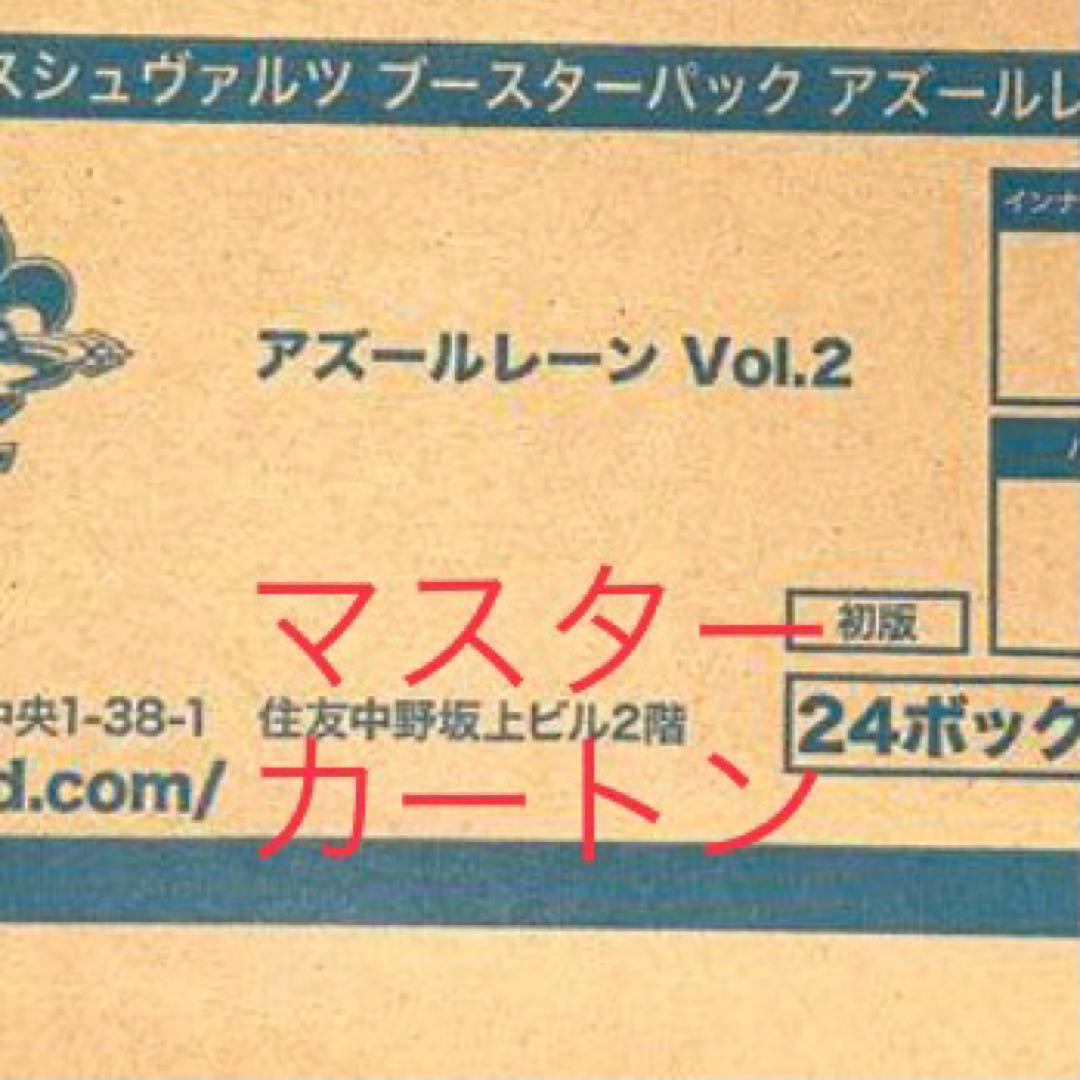 スシュヴァルツ ブースターパック アズールレ
インナ
アズールレーン Vol.2
マスター
初版
中央1-38-1 住友中野坂上ビル2階
24ボック
d.com/
カートン